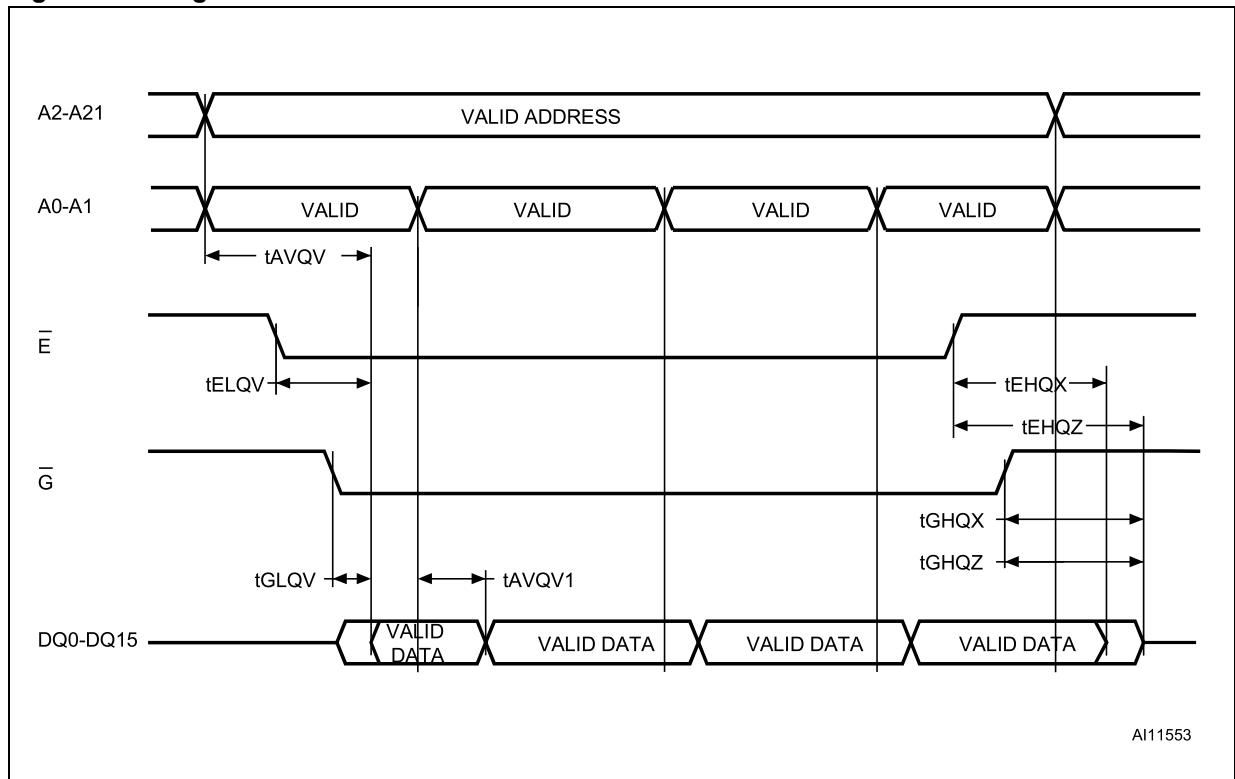 A2-A21
VALID ADDRESS
A0-A1
VALID
VALID
VALID
VALID
tAVQV
E
tELQV
tEHQX
tEHQZ
G
tGHQX
tGHQZ
tGLQV
tAVQV1
DQ0-DQ15
VALID
DATA
VALID DATA
VALID DATA
VALID DATA
AI11553